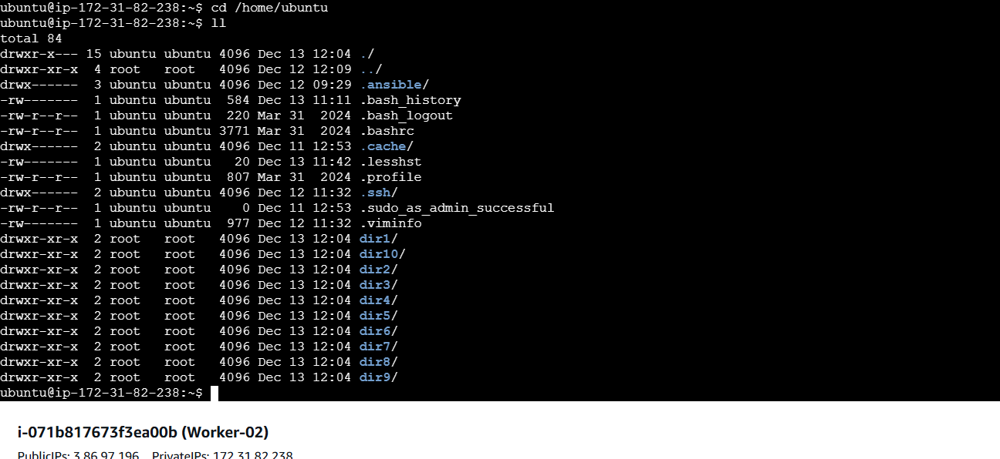 ubuntu@ip-172-31-82-238:~$ cd /home/ubuntu
ubuntu@ip-172-31-82-238:~$ ll
total 84
drwxr-x--- 15 ubuntu ubuntu 4096 Dec 13 12:04 ./
drwxr-xr-x  4 root   root   4096 Dec 12 12:09 ../
drwx------  3 ubuntu ubuntu 4096 Dec 12 09:29 .ansible/
-rw-------  1 ubuntu ubuntu  584 Dec 13 11:11 .bash_history
-rw-r--r--  1 ubuntu ubuntu  220 Mar 31  2024 .bash_logout
-rw-r--r--  1 ubuntu ubuntu 3771 Mar 31  2024 .bashrc
drwx------  2 ubuntu ubuntu 4096 Dec 11 12:53 .cache/
-rw-------  1 ubuntu ubuntu   20 Dec 13 11:42 .lesshst
-rw-r--r--  1 ubuntu ubuntu  807 Mar 31  2024 .profile
drwx------  2 ubuntu ubuntu 4096 Dec 12 11:32 .ssh/
-rw-r--r--  1 ubuntu ubuntu    0 Dec 11 12:53 .sudo_as_admin_successful
-rw-------  1 ubuntu ubuntu  977 Dec 12 11:32 .viminfo
drwxr-xr-x  2 root   root   4096 Dec 13 12:04 dir1/
drwxr-xr-x  2 root   root   4096 Dec 13 12:04 dir10/
drwxr-xr-x  2 root   root   4096 Dec 13 12:04 dir2/
drwxr-xr-x  2 root   root   4096 Dec 13 12:04 dir3/
drwxr-xr-x  2 root   root   4096 Dec 13 12:04 dir4/
drwxr-xr-x  2 root   root   4096 Dec 13 12:04 dir5/
drwxr-xr-x  2 root   root   4096 Dec 13 12:04 dir6/
drwxr-xr-x  2 root   root   4096 Dec 13 12:04 dir7/
drwxr-xr-x  2 root   root   4096 Dec 13 12:04 dir8/
drwxr-xr-x  2 root   root   4096 Dec 13 12:04 dir9/
ubuntu@ip-172-31-82-238:~$
i-071b817673f3ea00b (Worker-02)
PublicIPs: 3.86.97.196 PrivateIPs: 172.31.82.238